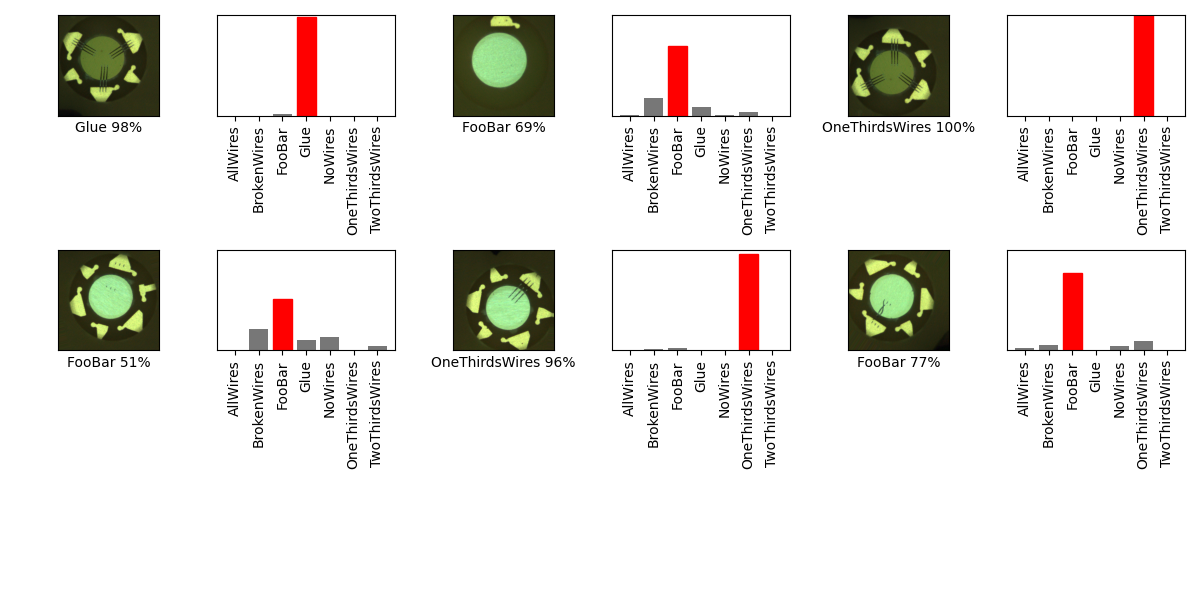 Glue 98%
AllWires
BrokenWires
FooBar
Glue
NoWires
OneThirdsWires
TwoThirdsWires
FooBar 69%
AllWires
BrokenWires
FooBar
Glue
NoWires
OneThirdsWires
TwoThirdsWires
OneThirdsWires 100%
AllWires
BrokenWires
FooBar
Glue
NoWires
OneThirdsWires
TwoThirdsWires
FooBar 51%
AllWires
BrokenWires
FooBar
Glue
NoWires
OneThirdsWires
TwoThirdsWires
OneThirdsWires 96%
AllWires
BrokenWires
FooBar
Glue
NoWires
OneThirdsWires
TwoThirdsWires
FooBar 77%
AllWires
BrokenWires
FooBar
Glue
NoWires
OneThirdsWires
TwoThirdsWires